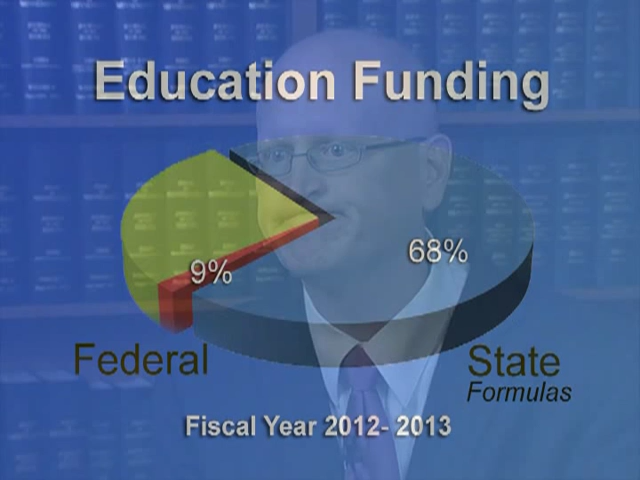 Education Funding
9%
68%
Federal
State
Formulas
Fiscal Year 2012- 2013